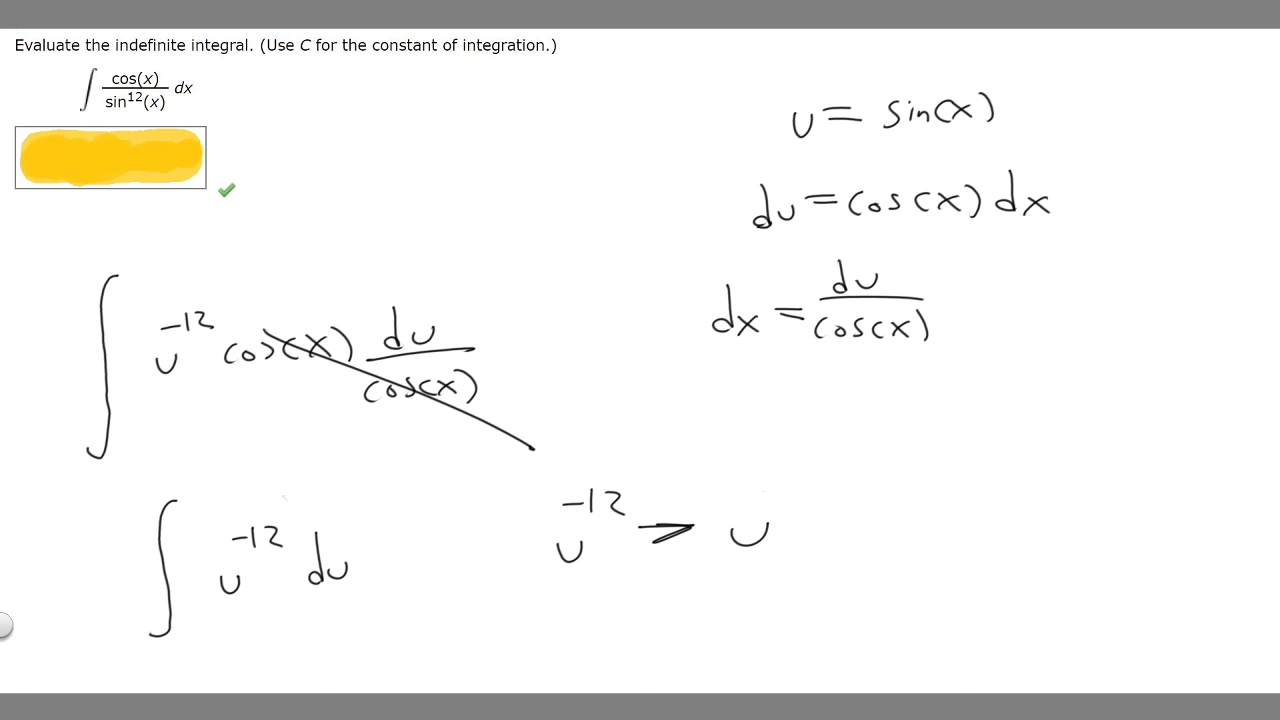 Evaluate the indefinite integral. (Use C for the constant of integration.)
∫ cos(x) / sin¹²(x) dx
u = sin(x)
du = cos(x) dx
dx = du / cos(x)
∫ u⁻¹² cos(x) du / cos(x)
∫ u⁻¹² du
u⁻¹² → u